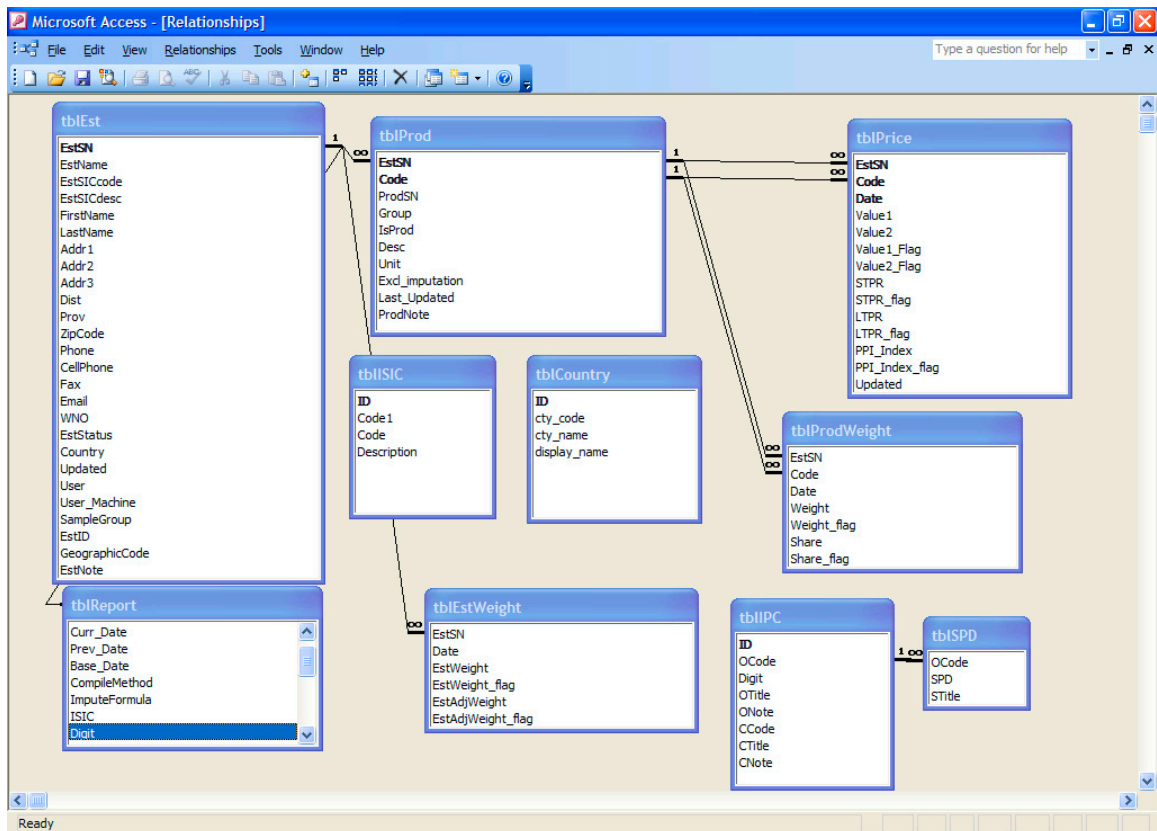 Microsoft Access - [Relationships]
File Edit View Relationships Tools Window Help
Type a question for help
tblEst
EstSN
EstName
EstSICcode
EstSICdesc
FirstName
LastName
Addr1
Addr2
Addr3
Dist
Prov
ZipCode
Phone
CellPhone
Fax
Email
WNO
EstStatus
Country
Updated
User
User_Machine
SampleGroup
EstID
GeographicCode
EstNote
1
∞
tblProd
EstSN
Code
ProdSN
Group
IsProd
Desc
Unit
Excl_imputation
Last_Updated
ProdNote
1
1
∞
∞
tblPrice
EstSN
Code
Date
Value1
Value2
Value1_Flag
Value2_Flag
STPR
STPR_flag
LTPR
LTPR_flag
PPI_Index
PPI_Index_flag
Updated
tblISIC
ID
Code1
Code
Description
tblCountry
ID
cty_code
cty_name
display_name
∞
∞
tblProdWeight
EstSN
Code
Date
Weight
Weight_flag
Share
Share_flag
tblReport
Curr_Date
Prev_Date
Base_Date
CompileMethod
ImputeFormula
ISIC
Digit
∞
tblEstWeight
EstSN
Date
EstWeight
EstWeight_flag
EstAdjWeight
EstAdjWeight_flag
tblIPC
ID
OCode
Digit
OTitle
ONote
CCode
CTitle
CNote
1 ∞
tblSPD
OCode
SPD
STitle
Ready